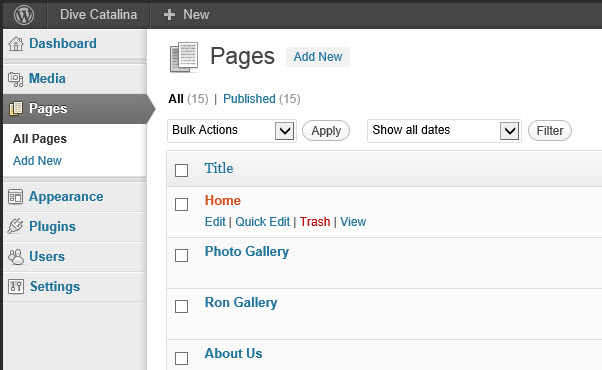 Dive Catalina + New
Dashboard
Media
Pages
All Pages
Add New
Appearance
Plugins
Users
Settings
Pages Add New
All (15) | Published (15)
Bulk Actions Apply Show all dates Filter
Title
Home
Edit | Quick Edit | Trash | View
Photo Gallery
Ron Gallery
About Us